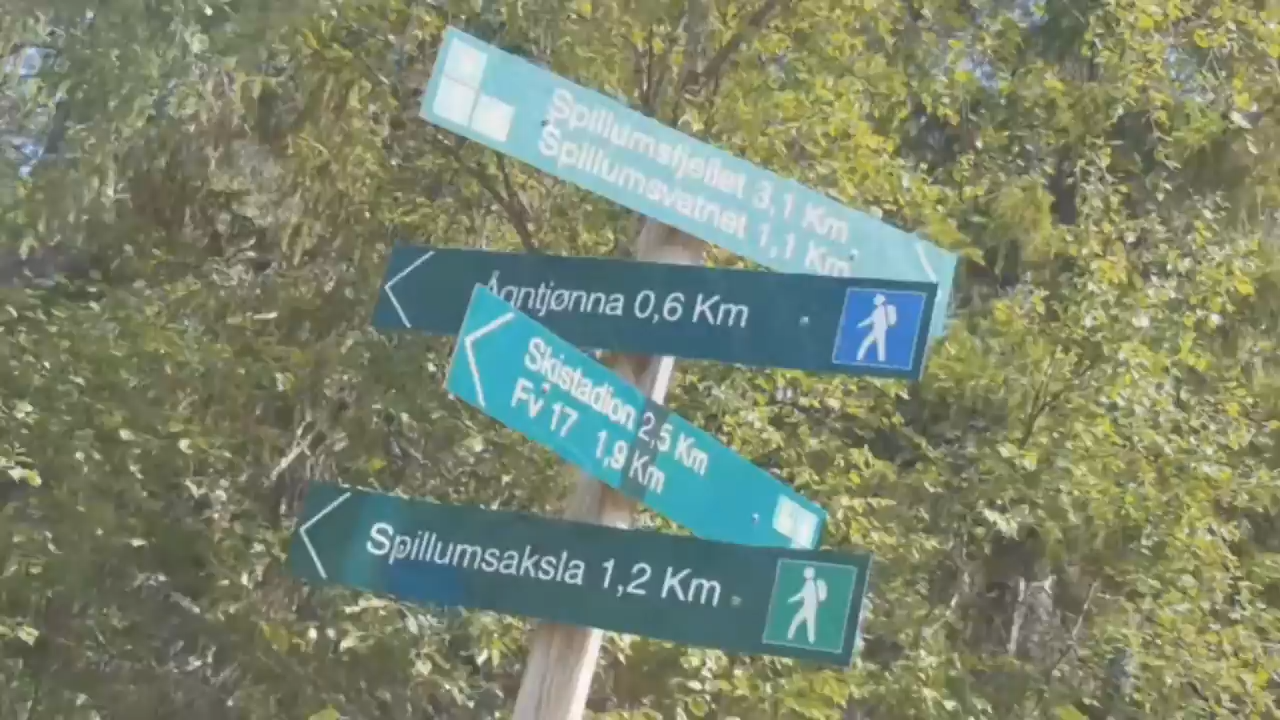 Spillumsfjellet 3,1 Km
Spillumsvatnet 1,1 Km
Ågntjønna 0,6 Km
Skistadion 2,5 Km
Fv 17 1,9 Km
Spillumsaksla 1,2 Km